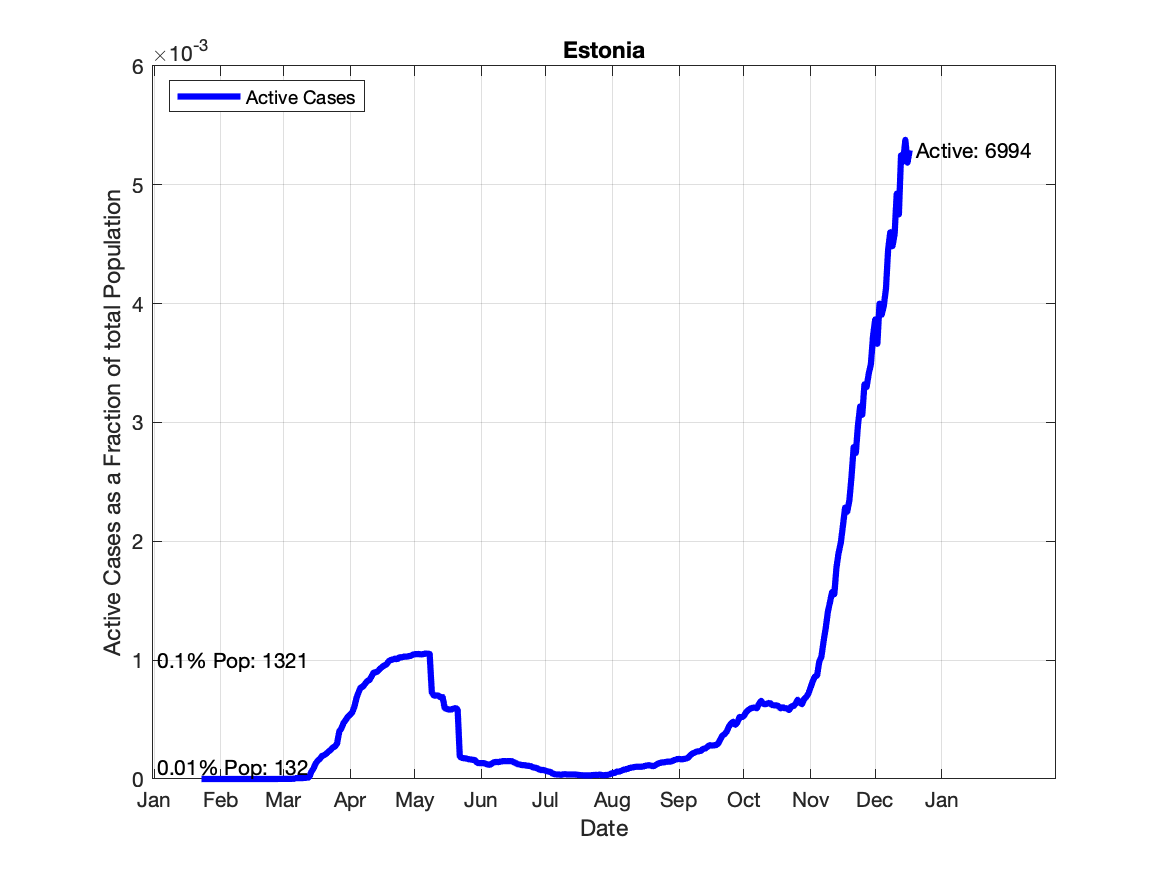 Estonia
×10-3
Active Cases
Active: 6994
0.1% Pop: 1321
0.01% Pop: 132
6
5
4
3
2
1
0
Active Cases as a Fraction of total Population
Jan Feb Mar Apr May Jun Jul Aug Sep Oct Nov Dec Jan
Date